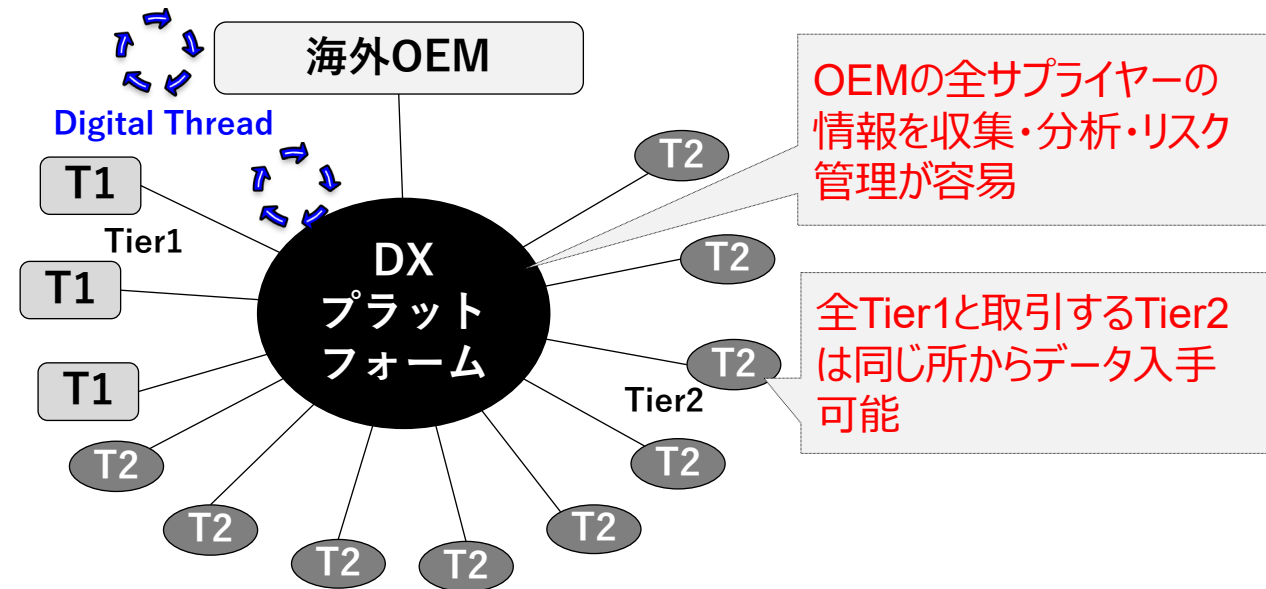 海外OEM
Digital Thread
T1
Tier1
T1
T1
DX
プラット
フォーム
T2
T2
T2
Tier2
T2
T2
T2
T2
T2
T2
OEMの全サプライヤーの
情報を収集・分析・リスク
管理が容易
全Tier1と取引するTier2
は同じ所からデータ入手
可能